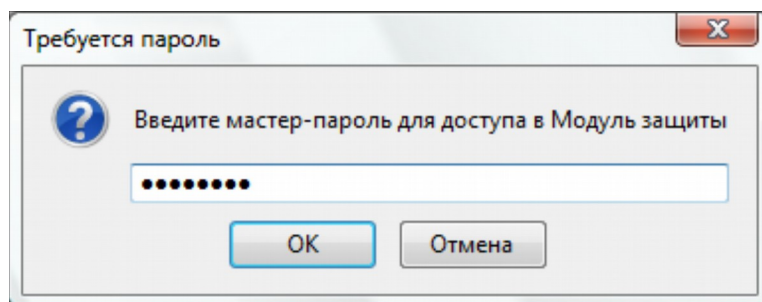 Требуется пароль
Введите мастер-пароль для доступа в Модуль защиты
••••••••
OK
Отмена